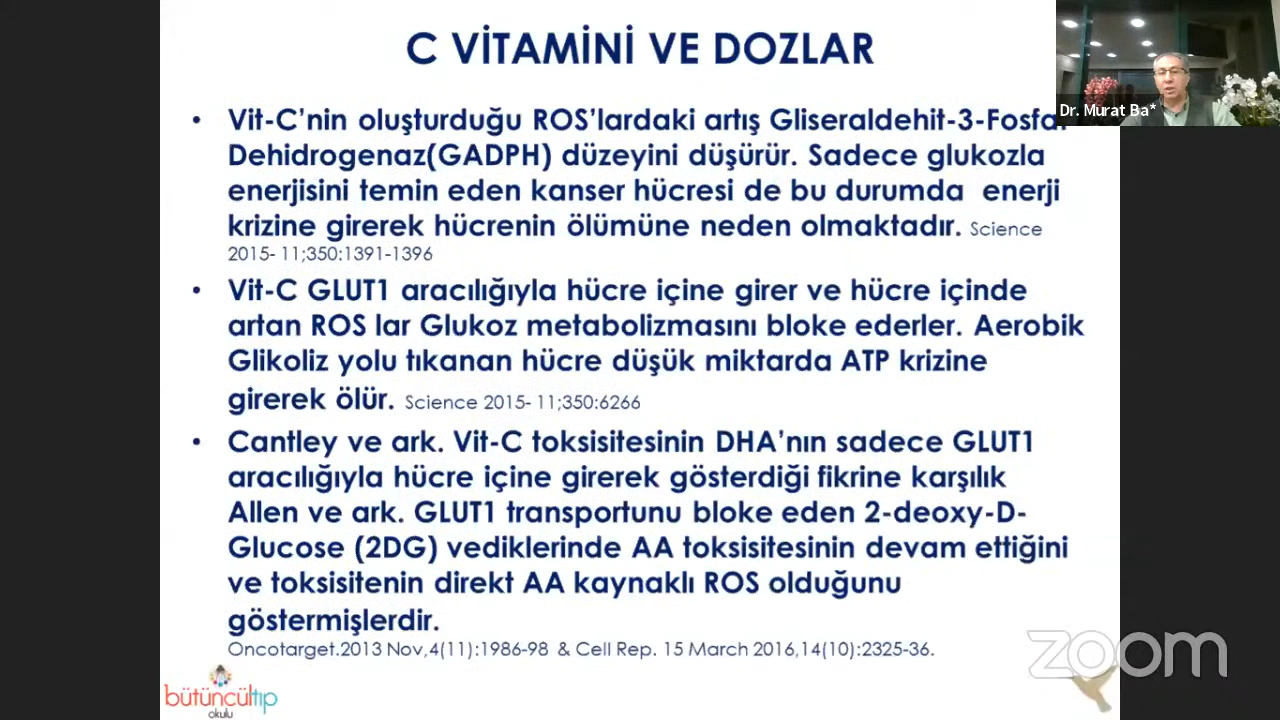 C VİTAMİNİ VE DOZLAR
Dr. Murat Ba*
• Vit-C’nin oluşturduğu ROS’lardaki artış Gliseraldehit-3-Fosfat
Dehidrogenaz(GADPH) düzeyini düşürür. Sadece glukozla
enerjisini temin eden kanser hücresi de bu durumda enerji
krizine girerek hücrenin ölümüne neden olmaktadır. Science
2015- 11;350:1391-1396
• Vit-C GLUT1 aracılığıyla hücre içine girer ve hücre içinde
artan ROS lar Glukoz metabolizmasını bloke ederler. Aerobik
Glikoliz yolu tıkanan hücre düşük miktarda ATP krizine
girerek ölür. Science 2015- 11;350:6266
• Cantley ve ark. Vit-C toksisitesinin DHA’nın sadece GLUT1
aracılığıyla hücre içine girerek gösterdiği fikrine karşılık
Allen ve ark. GLUT1 transportunu bloke eden 2-deoxy-D-
Glucose (2DG) vediklerinde AA toksisitesinin devam ettiğini
ve toksisitenin direkt AA kaynaklı ROS olduğunu
göstermişlerdir.
Oncotarget.2013 Nov,4(11):1986-98 & Cell Rep. 15 March 2016,14(10):2325-36.
zoom
bütüncültıp
okulu